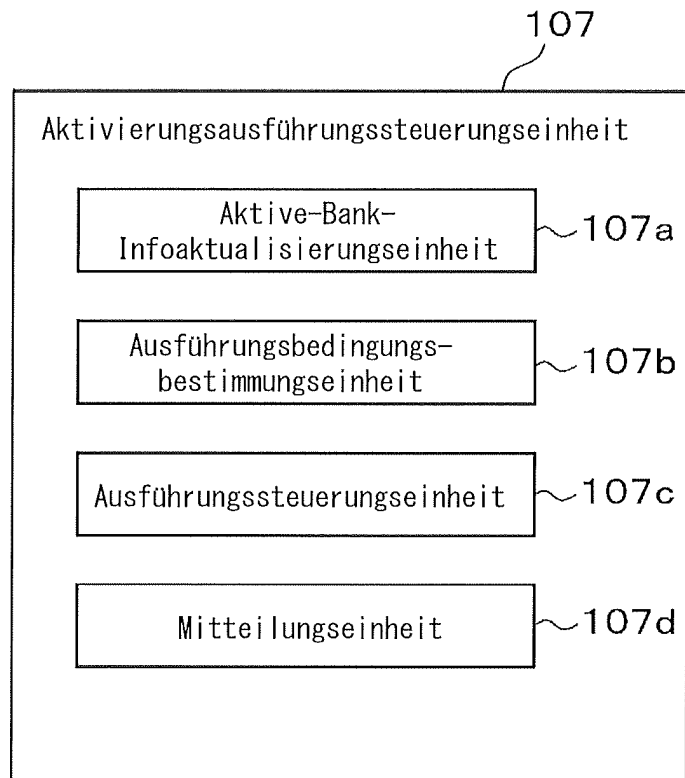 107
Aktivierungsausführungssteuerungseinheit
Aktive-Bank-
Infoaktualisierungseinheit
107a
Ausführungsbedingungs-
bestimmungseinheit
107b
Ausführungssteuerungseinheit
107c
Mitteilungseinheit
107d